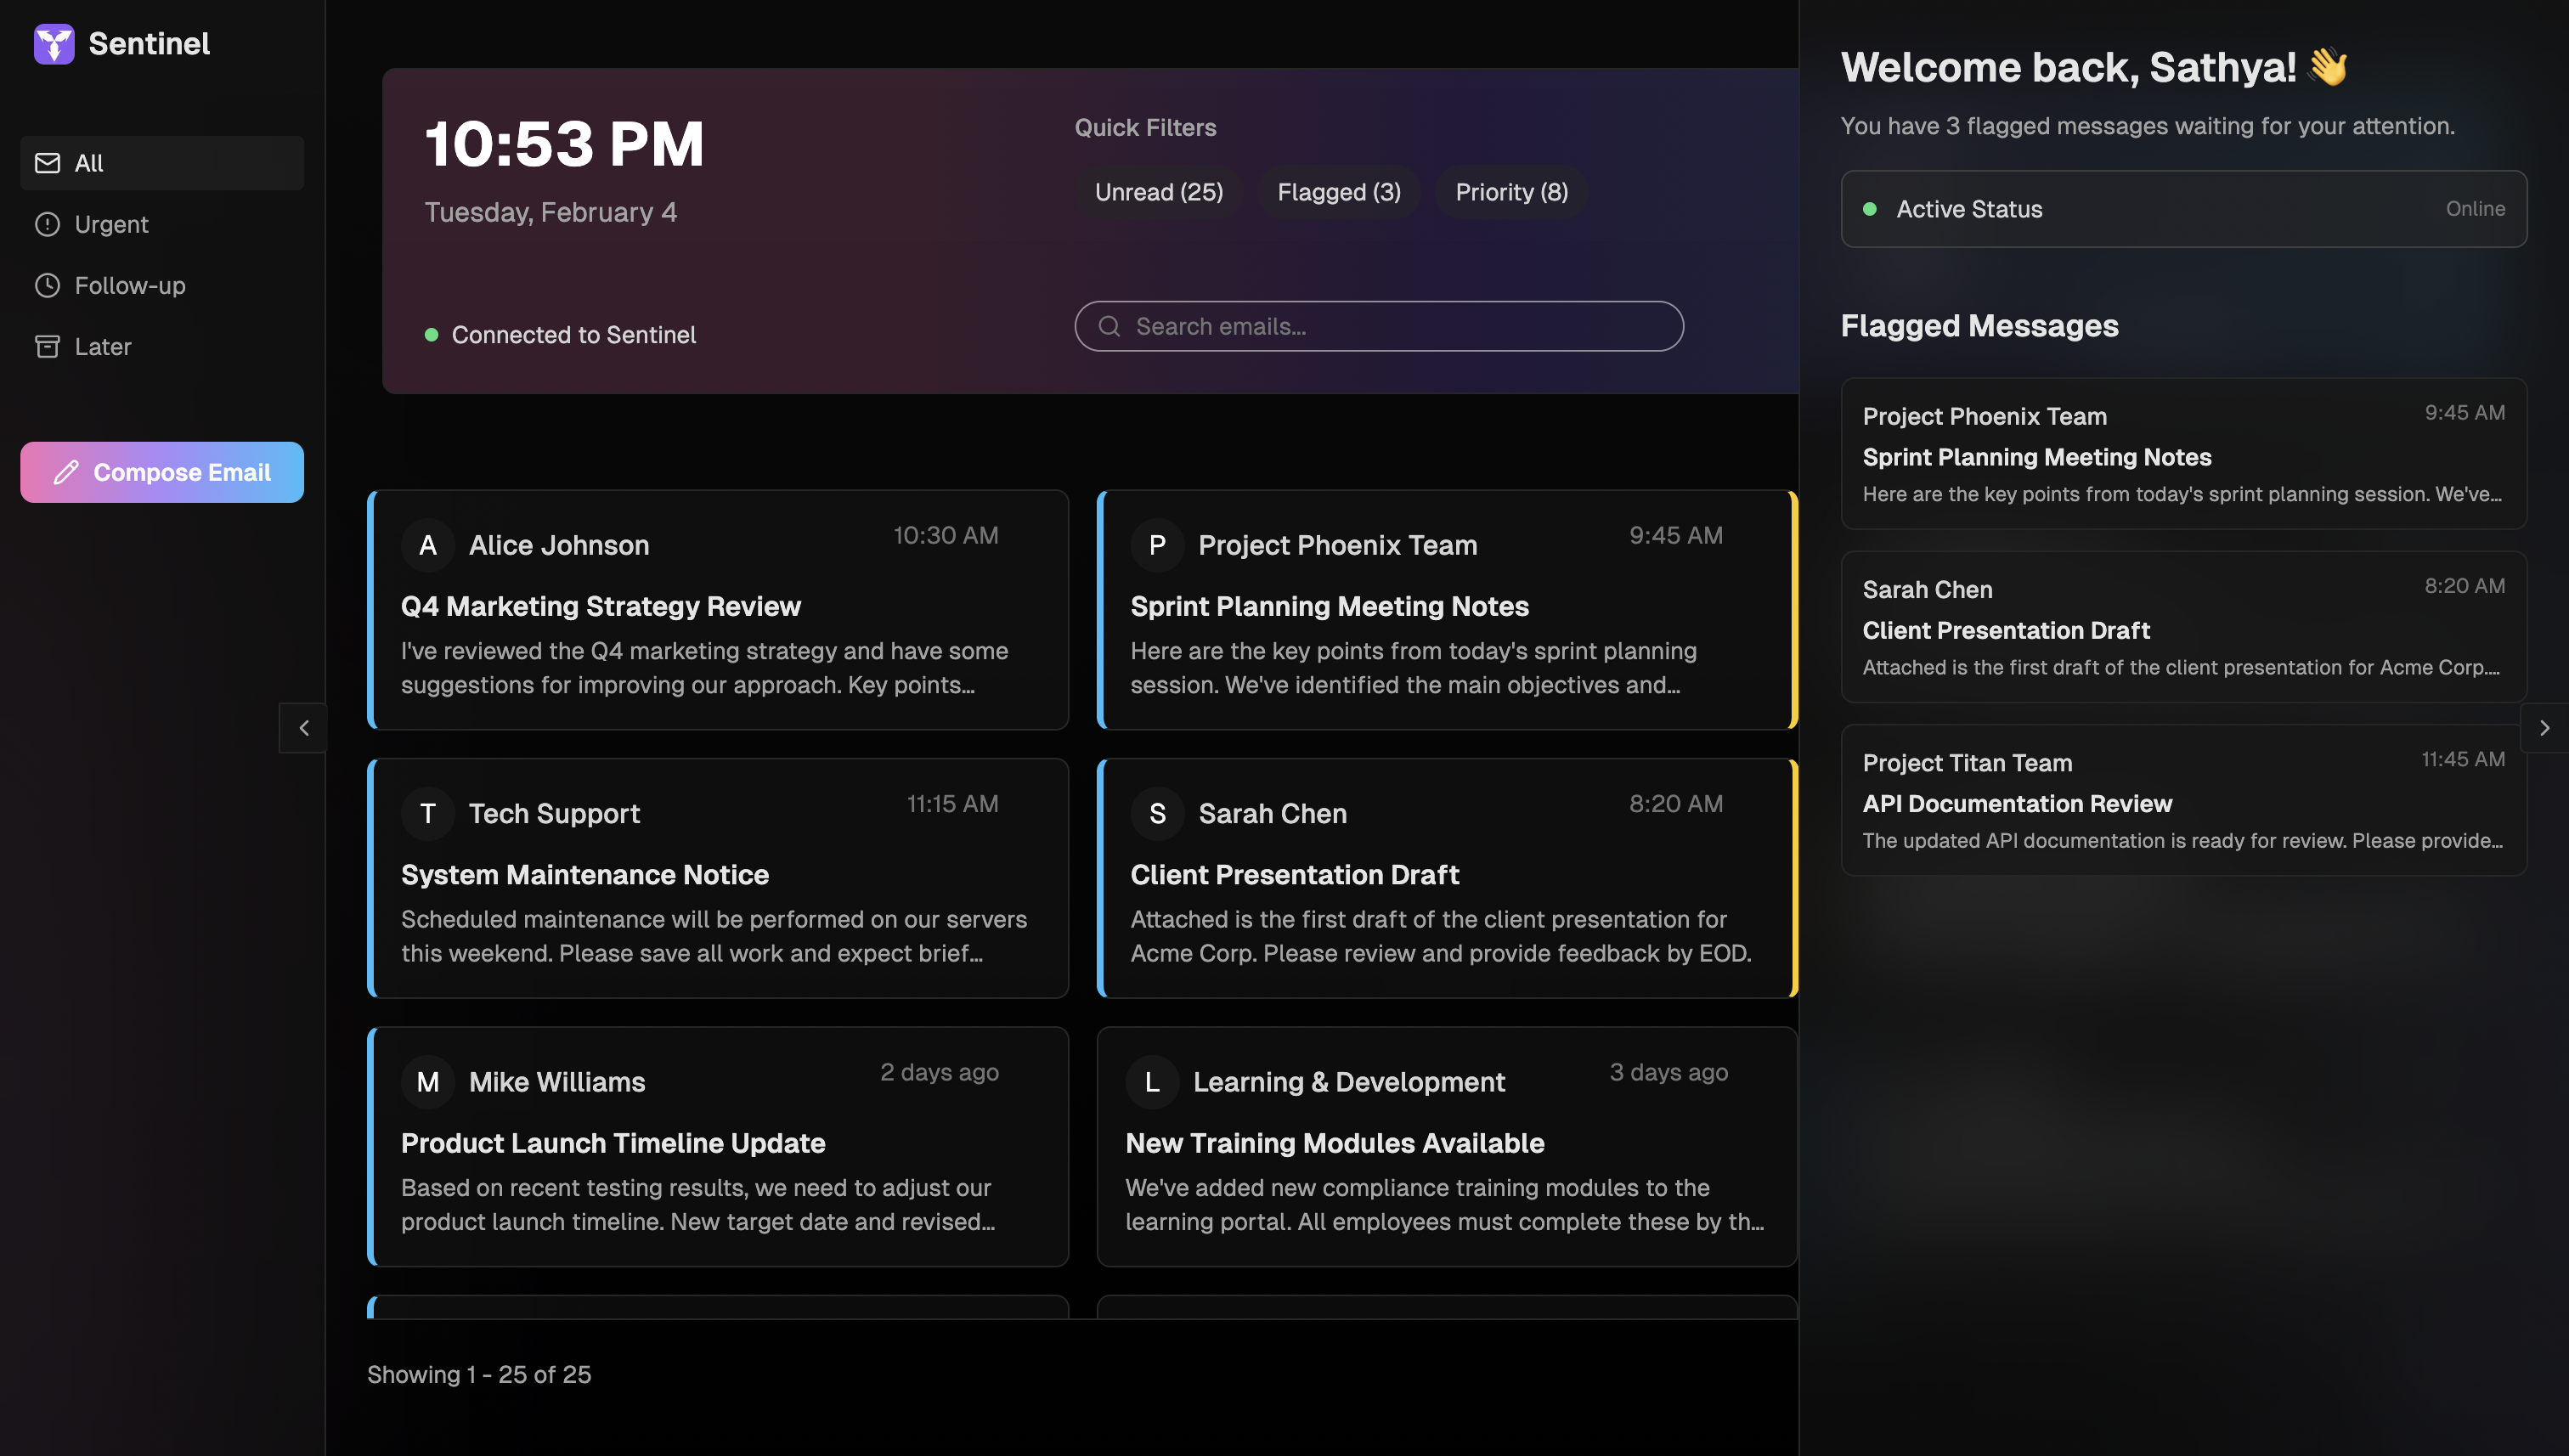 Sentinel
All
Urgent
Follow-up
Later
Compose Email
10:53 PM
Tuesday, February 4
Connected to Sentinel
Quick Filters
Unread (25)
Flagged (3)
Priority (8)
Search emails...
A
Alice Johnson
10:30 AM
Q4 Marketing Strategy Review
I've reviewed the Q4 marketing strategy and have some
suggestions for improving our approach. Key points...
P
Project Phoenix Team
9:45 AM
Sprint Planning Meeting Notes
Here are the key points from today's sprint planning
session. We've identified the main objectives and...
T
Tech Support
11:15 AM
System Maintenance Notice
Scheduled maintenance will be performed on our servers
this weekend. Please save all work and expect brief...
S
Sarah Chen
8:20 AM
Client Presentation Draft
Attached is the first draft of the client presentation for
Acme Corp. Please review and provide feedback by EOD.
M
Mike Williams
2 days ago
Product Launch Timeline Update
Based on recent testing results, we need to adjust our
product launch timeline. New target date and revised...
L
Learning & Development
3 days ago
New Training Modules Available
We've added new compliance training modules to the
learning portal. All employees must complete these by th...
Showing 1 - 25 of 25
Welcome back, Sathya! 👋
You have 3 flagged messages waiting for your attention.
Active Status
Online
Flagged Messages
Project Phoenix Team
9:45 AM
Sprint Planning Meeting Notes
Here are the key points from today's sprint planning session. We've...
Sarah Chen
8:20 AM
Client Presentation Draft
Attached is the first draft of the client presentation for Acme Corp....
Project Titan Team
11:45 AM
API Documentation Review
The updated API documentation is ready for review. Please provide...